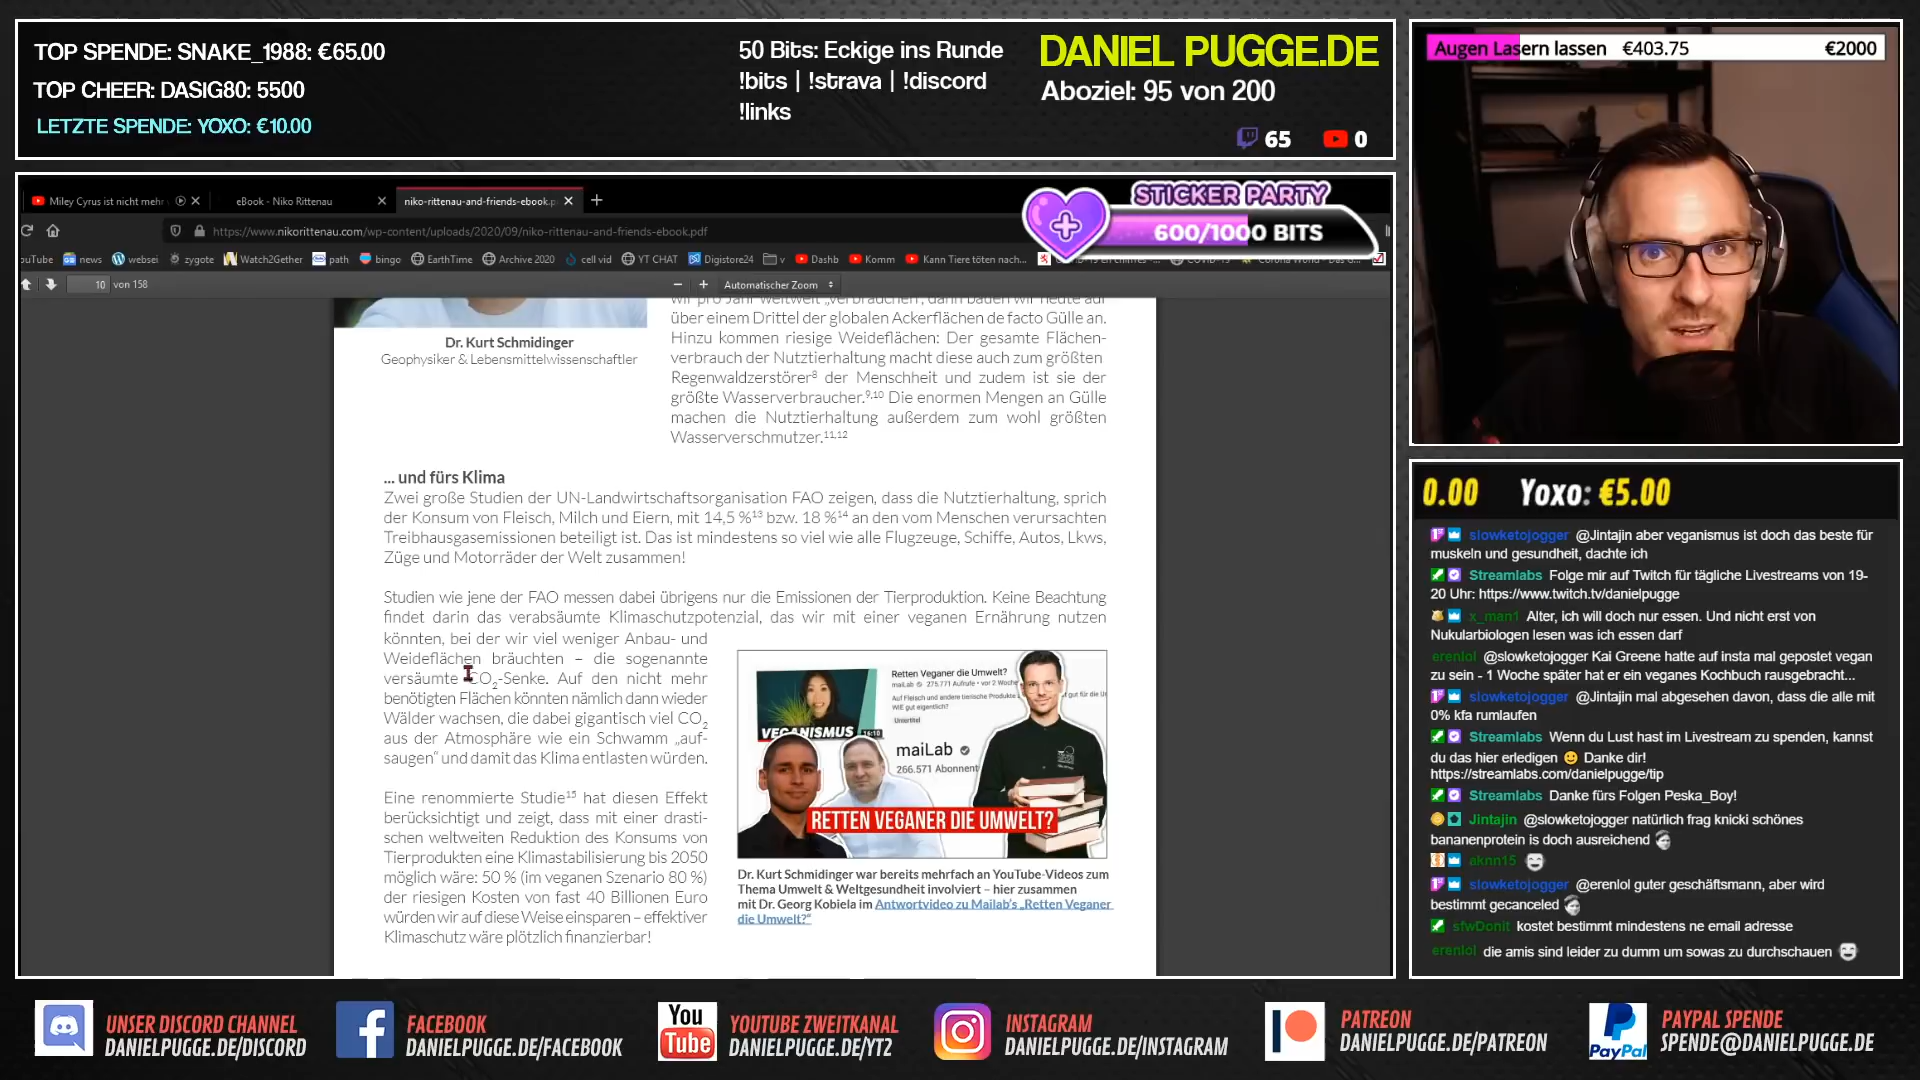 TOP SPENDE: SNAKE_1988: €65.00
TOP CHEER: DASIG80: 5500
LETZTE SPENDE: YOXO: €10.00
50 Bits: Eckige ins Runde
!bits | !strava | !discord
!links
DANIEL PUGGE.DE
Aboziel: 95 von 200
65
0
Augen Lasern lassen €403.75 €2000
Miley Cyrus ist nicht mehr
eBook - Niko Rittenau
niko-rittenau-and-friends-ebook.p
STICKER PARTY
600/1000 BITS
https://www.nikorittenau.com/wp-content/uploads/2020/09/niko-rittenau-and-friends-ebook.pdf
ouTube
news
websei
zygote
Watch2Gether
path
bingo
EarthTime
Archive 2020
cell vid
YT CHAT
Digistore24
v
Dashb
Komm
Kann Tiere töten nach...
10 von 158
Automatischer Zoom
wir pro Jahr weltweit „verbrauchen“, dann bauen wir heute auf
über einem Drittel der globalen Ackerflächen de facto Gülle an.
Hinzu kommen riesige Weideflächen: Der gesamte Flächen-
verbrauch der Nutztierhaltung macht diese auch zum größten
Regenwaldzerstörer⁸ der Menschheit und zudem ist sie der
größte Wasserverbraucher.⁹,¹⁰ Die enormen Mengen an Gülle
machen die Nutztierhaltung außerdem zum wohl größten
Wasserverschmutzer.¹¹,¹²
Dr. Kurt Schmidinger
Geophysiker & Lebensmittelwissenschaftler
... und fürs Klima
Zwei große Studien der UN-Landwirtschaftsorganisation FAO zeigen, dass die Nutztierhaltung, sprich
der Konsum von Fleisch, Milch und Eiern, mit 14,5 %¹³ bzw. 18 %¹⁴ an den vom Menschen verursachten
Treibhausgasemissionen beteiligt ist. Das ist mindestens so viel wie alle Flugzeuge, Schiffe, Autos, Lkws,
Züge und Motorräder der Welt zusammen!
Studien wie jene der FAO messen dabei übrigens nur die Emissionen der Tierproduktion. Keine Beachtung
findet darin das verabsäumte Klimaschutzpotenzial, das wir mit einer veganen Ernährung nutzen
könnten, bei der wir viel weniger Anbau- und
Weideflächen bräuchten – die sogenannte
versäumte CO₂-Senke. Auf den nicht mehr
benötigten Flächen könnten nämlich dann wieder
Wälder wachsen, die dabei gigantisch viel CO₂
aus der Atmosphäre wie ein Schwamm „auf-
saugen“ und damit das Klima entlasten würden.
Eine renommierte Studie¹⁵ hat diesen Effekt
berücksichtigt und zeigt, dass mit einer drasti-
schen weltweiten Reduktion des Konsums von
Tierprodukten eine Klimastabilisierung bis 2050
möglich wäre: 50 % (im veganen Szenario 80 %)
der riesigen Kosten von fast 40 Billionen Euro
würden wir auf diese Weise einsparen – effektiver
Klimaschutz wäre plötzlich finanzierbar!
Retten Veganer die Umwelt?
maiLab
VEGANISMUS
16:10
maiLab
266.571 Abonnent
RETTEN VEGANER DIE UMWELT?
Dr. Kurt Schmidinger war bereits mehrfach an YouTube-Videos zum
Thema Umwelt & Weltgesundheit involviert – hier zusammen
mit Dr. Georg Kobiela im Antwortvideo zu Mailab's „Retten Veganer
die Umwelt?“
0.00 Yoxo: €5.00
slowketojogger @Jintajin aber veganismus ist doch das beste für
muskeln und gesundheit, dachte ich
Streamlabs Folge mir auf Twitch für tägliche Livestreams von 19-
20 Uhr: https://www.twitch.tv/danielpugge
x_man1 Alter, ich will doch nur essen. Und nicht erst von
Nukularbiologen lesen was ich essen darf
erenlol @slowketojogger Kai Greene hatte auf insta mal gepostet vegan
zu sein - 1 Woche später hat er ein veganes Kochbuch rausgebracht...
slowketojogger @Jintajin mal abgesehen davon, dass die alle mit
0% kfa rumlaufen
Streamlabs Wenn du Lust hast im Livestream zu spenden, kannst
du das hier erledigen 🙂 Danke dir!
https://streamlabs.com/danielpugge/tip
Streamlabs Danke fürs Folgen Peska_Boy!
Jintajin @slowketojogger natürlich frag knicki schönes
bananenprotein is doch ausreichend
aknn15
slowketojogger @erenlol guter geschäftsmann, aber wird
bestimmt gecanceled
sfwDonit kostet bestimmt mindestens ne email adresse
erenlol die amis sind leider zu dumm um sowas zu durchschauen
UNSER DISCORD CHANNEL
DANIELPUGGE.DE/DISCORD
FACEBOOK
DANIELPUGGE.DE/FACEBOOK
You
Tube
YOUTUBE ZWEITKANAL
DANIELPUGGE.DE/YT2
INSTAGRAM
DANIELPUGGE.DE/INSTAGRAM
PATREON
DANIELPUGGE.DE/PATREON
PayPal
PAYPAL SPENDE
SPENDE@DANIELPUGGE.DE